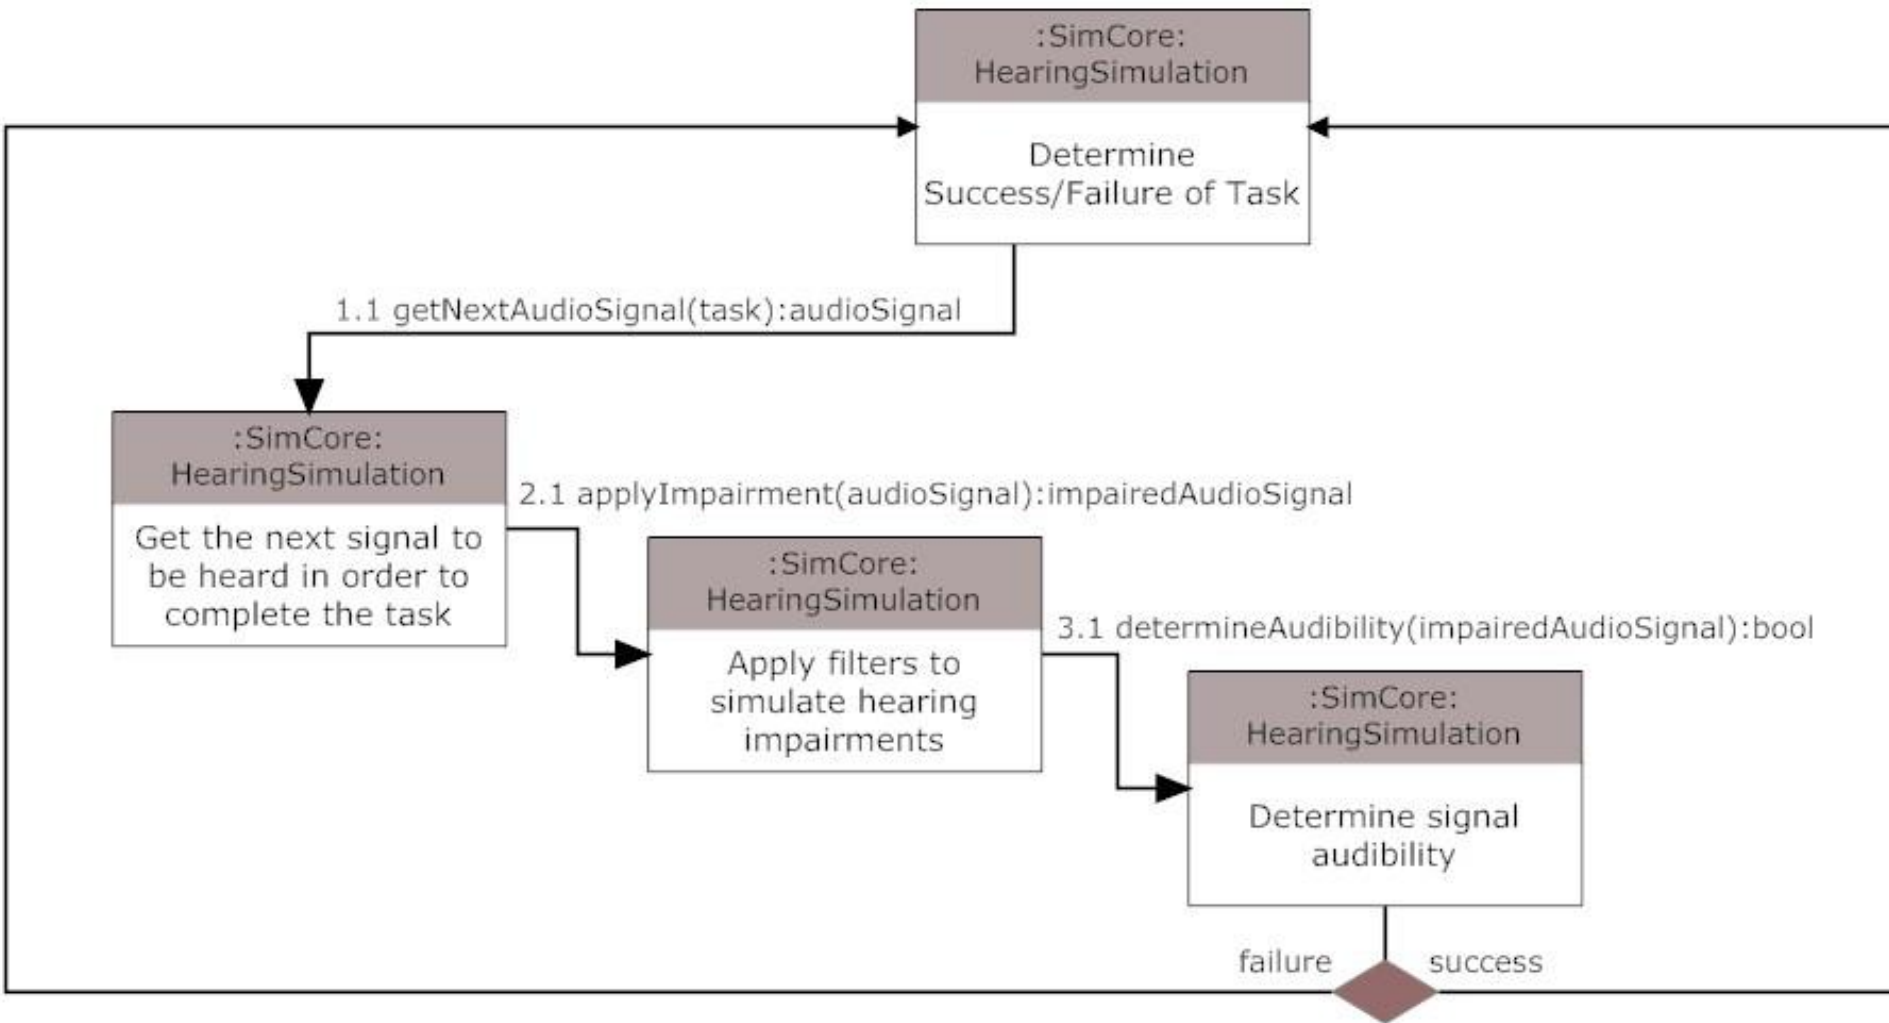 :SimCore:
HearingSimulation
Determine
Success/Failure of Task
1.1 getNextAudioSignal(task):audioSignal
:SimCore:
HearingSimulation
Get the next signal to
be heard in order to
complete the task
2.1 applyImpairment(audioSignal):impairedAudioSignal
:SimCore:
HearingSimulation
Apply filters to
simulate hearing
impairments
3.1 determineAudibility(impairedAudioSignal):bool
:SimCore:
HearingSimulation
Determine signal
audibility
failure
success